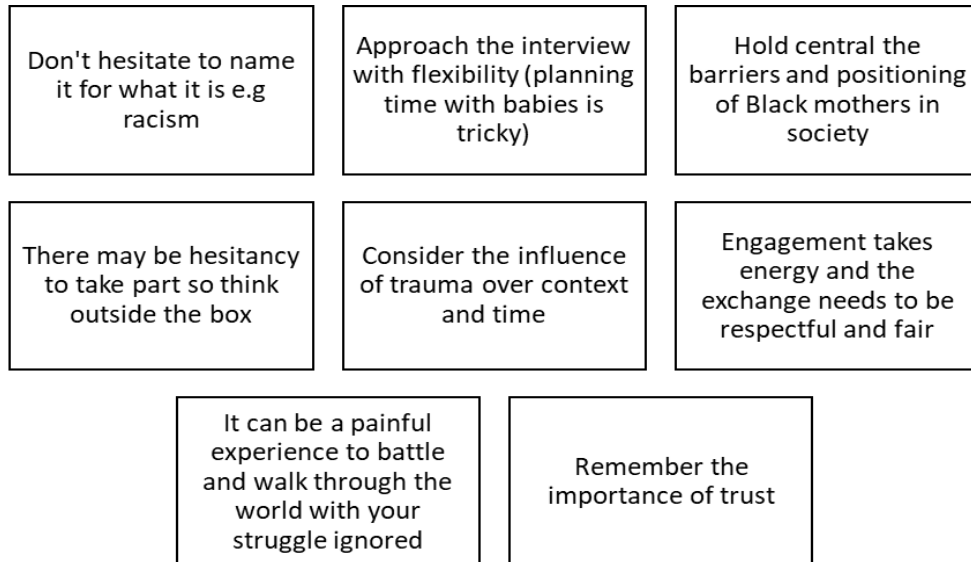 Don't hesitate to name
it for what it is e.g
racism
Approach the interview
with flexibility (planning
time with babies is
tricky)
Hold central the
barriers and positioning
of Black mothers in
society
There may be hesitancy
to take part so think
outside the box
Consider the influence
of trauma over context
and time
Engagement takes
energy and the
exchange needs to be
respectful and fair
It can be a painful
experience to battle
and walk through the
world with your
struggle ignored
Remember the
importance of trust